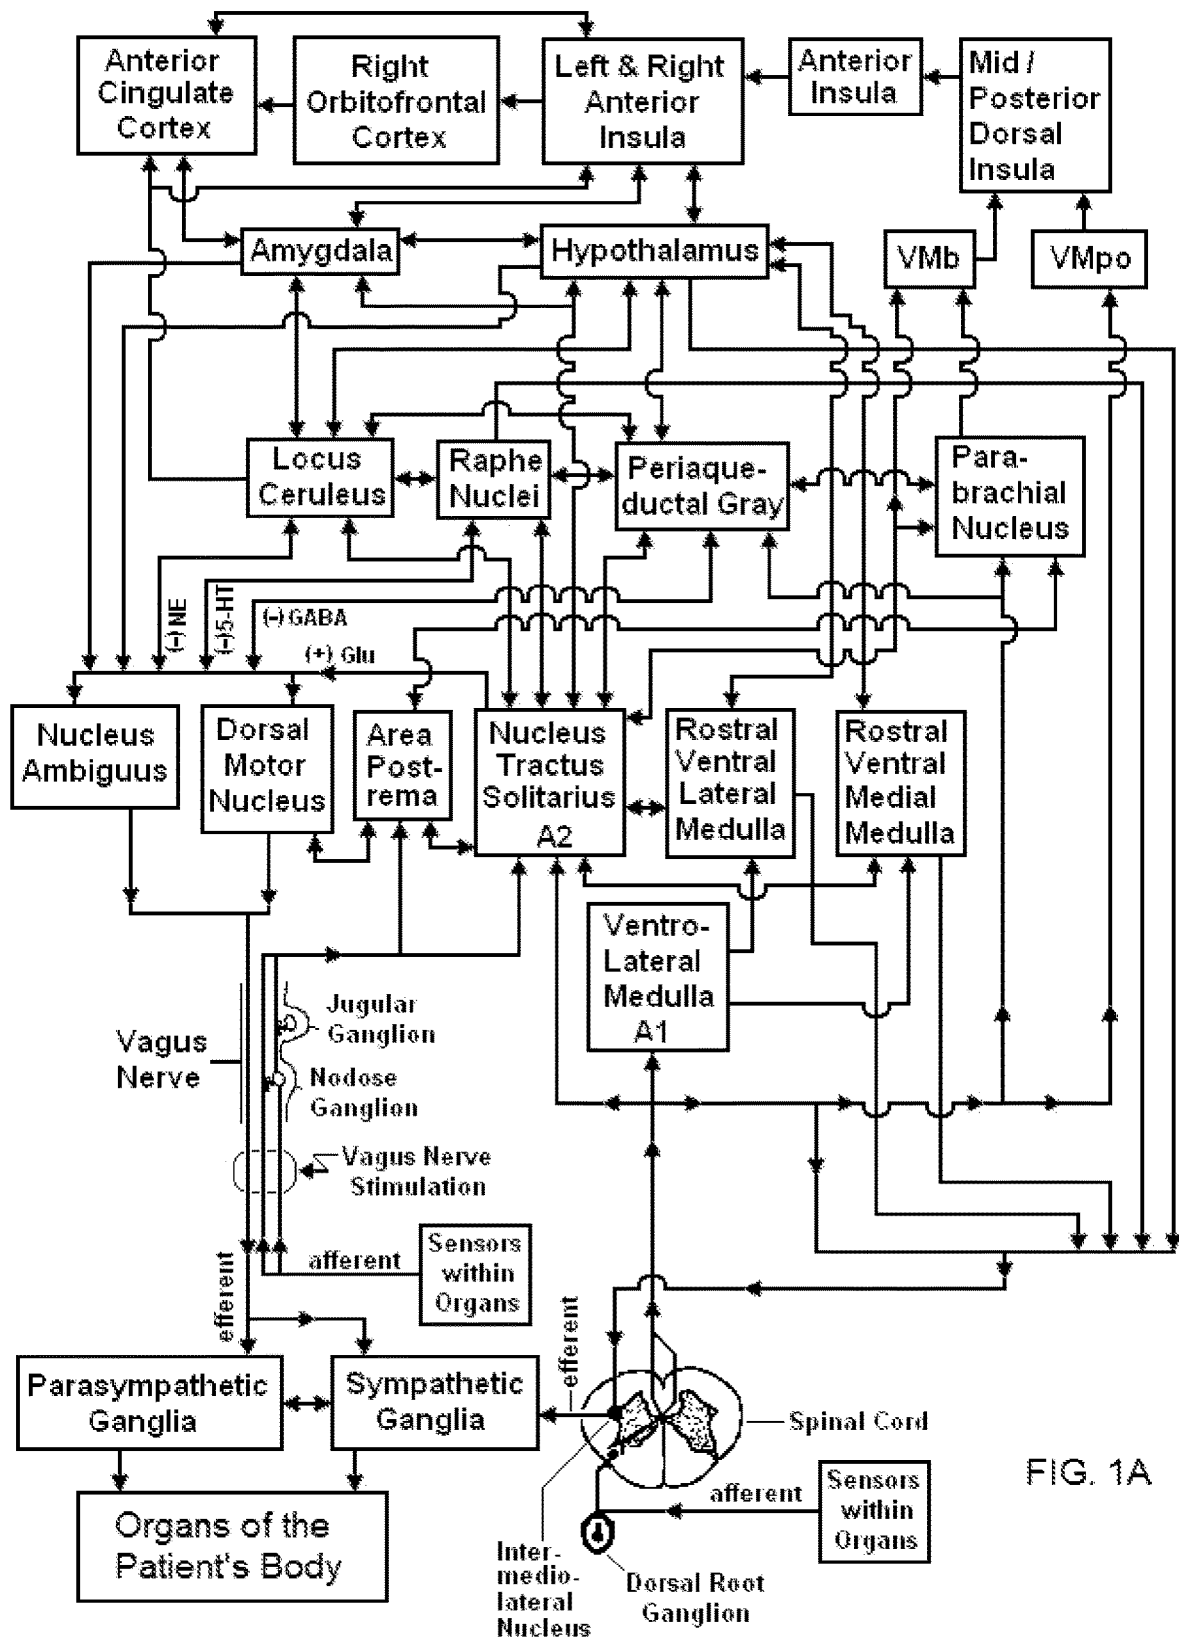 Anterior
Cingulate
Cortex
Right
Orbitofrontal
Cortex
Left & Right
Anterior
Insula
Anterior
Insula
Mid /
Posterior
Dorsal
Insula
Amygdala
Hypothalamus
VMb
VMpo
Locus
Ceruleus
Raphe
Nuclei
Periaque-
ductal Gray
Para-
brachial
Nucleus
(-) NE
(-) 5-HT
(-) GABA
(+) Glu
Nucleus
Ambiguus
Dorsal
Motor
Nucleus
Area
Post-
rema
Nucleus
Tractus
Solitarius
A2
Rostral
Ventral
Lateral
Medulla
Rostral
Ventral
Medial
Medulla
Ventro-
Lateral
Medulla
A1
Vagus
Nerve
Jugular
Ganglion
Nodose
Ganglion
Vagus Nerve
Stimulation
efferent
afferent
Sensors
within
Organs
Parasympathetic
Ganglia
Sympathetic
Ganglia
efferent
Spinal Cord
Organs of the
Patient's Body
afferent
Sensors
within
Organs
Inter-
medio-
lateral
Nucleus
Dorsal Root
Ganglion
FIG. 1A